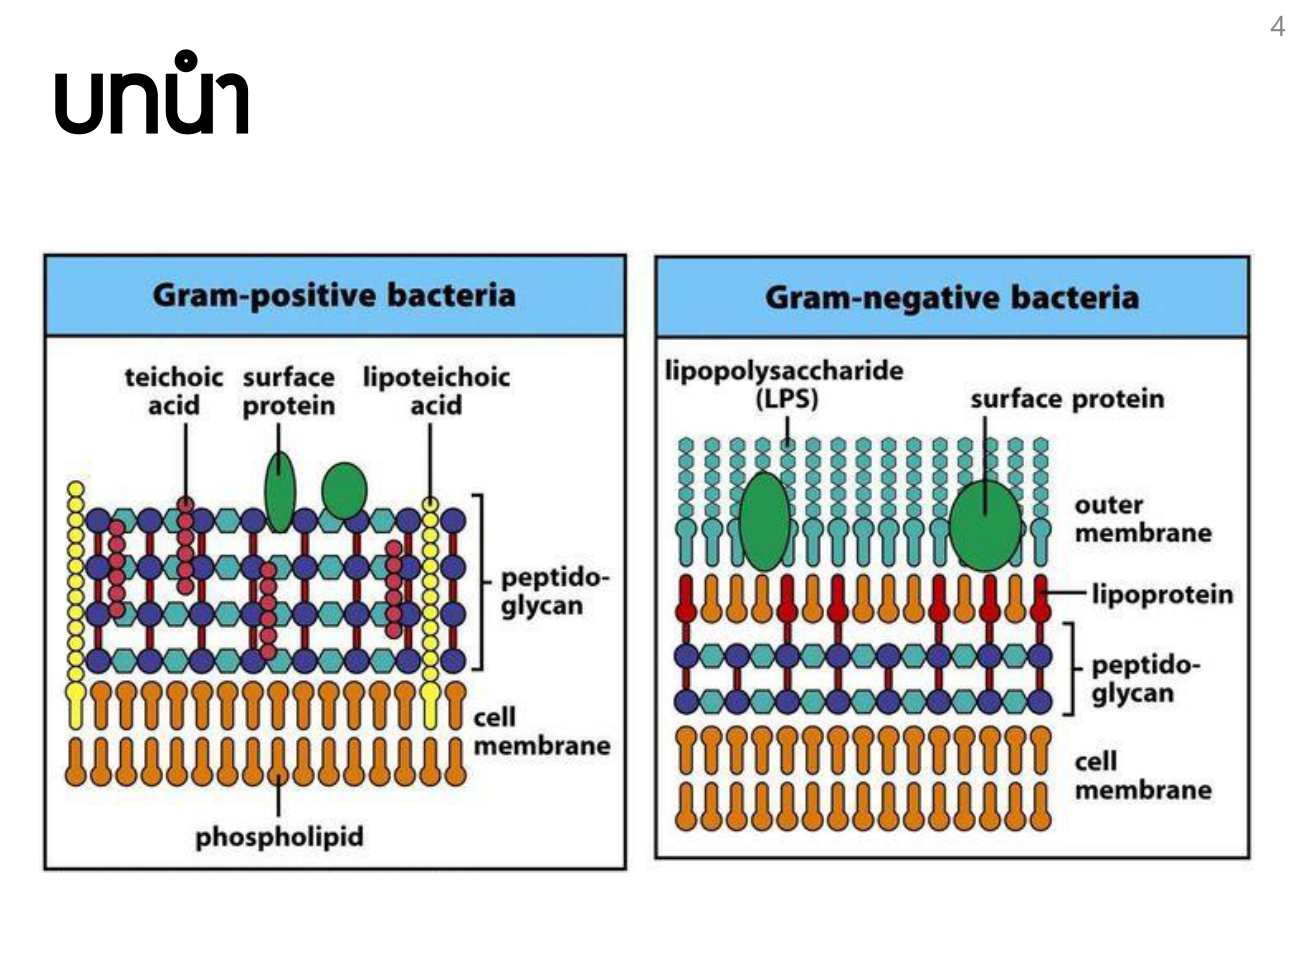 4
บทนำ
Gram-positive bacteria
teichoic acid
surface protein
lipoteichoic acid
peptido-
glycan
cell
membrane
phospholipid
Gram-negative bacteria
lipopolysaccharide
(LPS)
surface protein
outer
membrane
lipoprotein
peptido-
glycan
cell
membrane